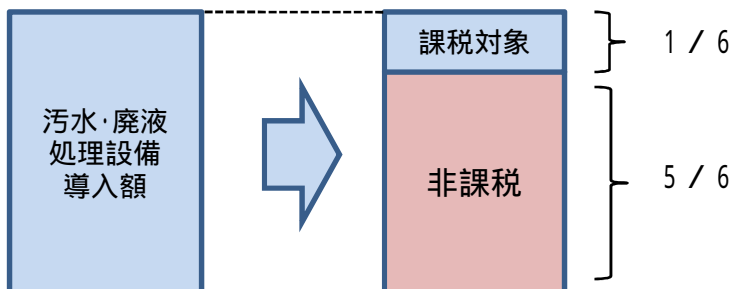 汚水・廃液
処理設備
導入額
課税対象
1 / 6
非課税
5 / 6